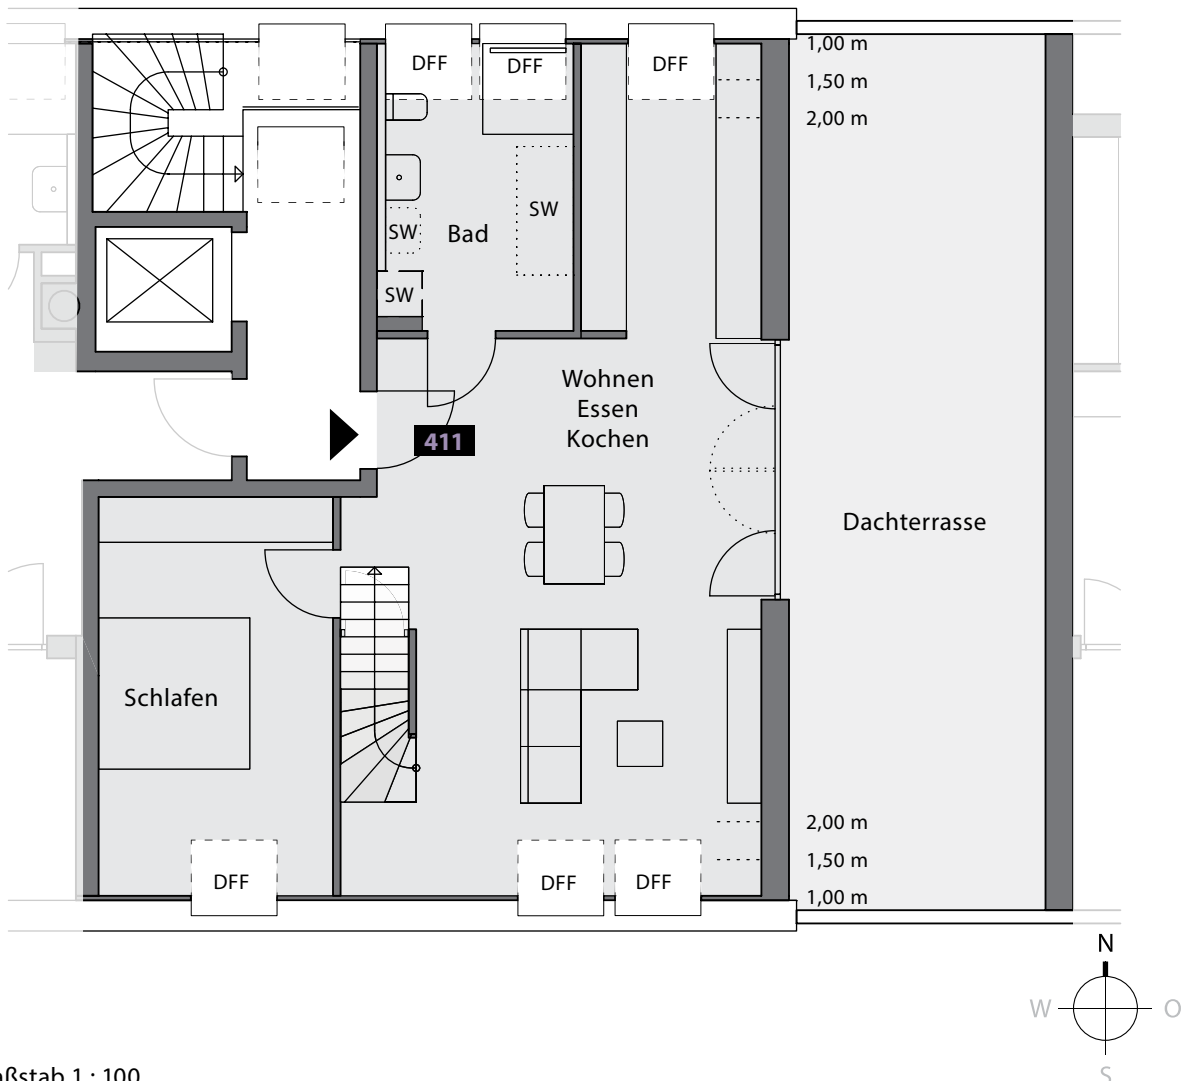 DFF
DFF
DFF
1,00 m
1,50 m
2,00 m
SW
SW
Bad
SW
Wohnen
Essen
Kochen
411
Dachterrasse
Schlafen
2,00 m
1,50 m
1,00 m
DFF
DFF
DFF
N
W
O
S
1 : 100